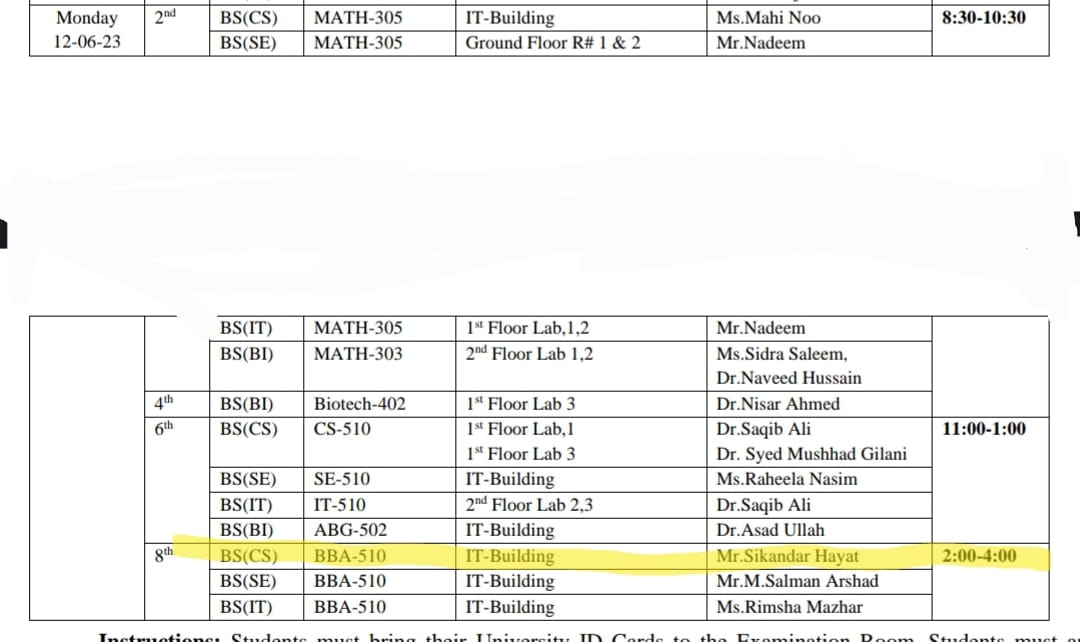 Monday 2nd BS(CS) MATH-305 IT-Building Ms.Mahi Noo 8:30-10:30
12-06-23 BS(SE) MATH-305 Ground Floor R# 1 & 2 Mr.Nadeem
BS(IT) MATH-305 1st Floor Lab,1,2 Mr.Nadeem
BS(BI) MATH-303 2nd Floor Lab 1,2 Ms.Sidra Saleem,
Dr.Naveed Hussain
4th BS(BI) Biotech-402 1st Floor Lab 3 Dr.Nisar Ahmed
6th BS(CS) CS-510 1st Floor Lab,1 Dr.Saqib Ali 11:00-1:00
1st Floor Lab 3 Dr. Syed Mushhad Gilani
BS(SE) SE-510 IT-Building Ms.Raheela Nasim
BS(IT) IT-510 2nd Floor Lab 2,3 Dr.Saqib Ali
BS(BI) ABG-502 IT-Building Dr.Asad Ullah
8th BS(CS) BBA-510 IT-Building Mr.Sikandar Hayat 2:00-4:00
BS(SE) BBA-510 IT-Building Mr.M.Salman Arshad
BS(IT) BBA-510 IT-Building Ms.Rimsha Mazhar
Instructions: Students must bring their University ID Cards to the Examination Room. Students must